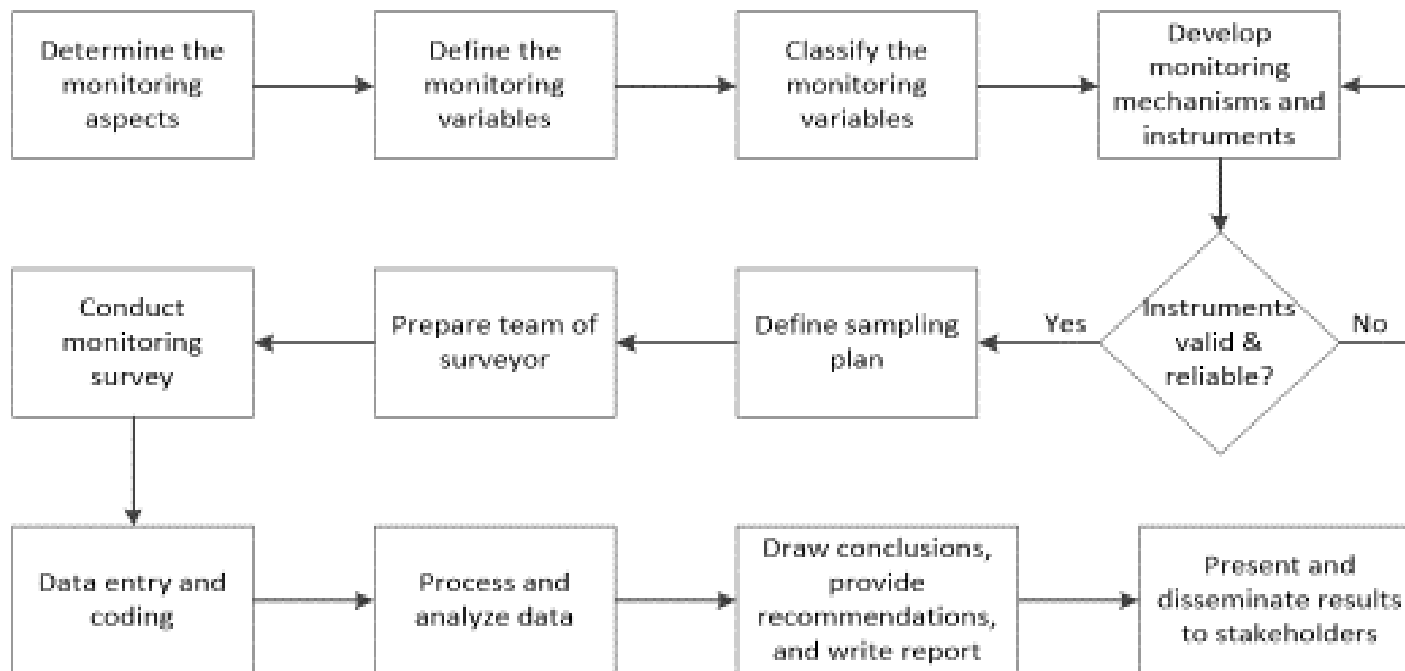 Determine the
monitoring
aspects
Define the
monitoring
variables
Classify the
monitoring
variables
Develop
monitoring
mechanisms and
instruments
Instruments
valid &
reliable?
Yes
No
Define sampling
plan
Prepare team of
surveyor
Conduct
monitoring
survey
Data entry and
coding
Process and
analyze data
Draw conclusions,
provide
recommendations,
and write report
Present and
disseminate results
to stakeholders